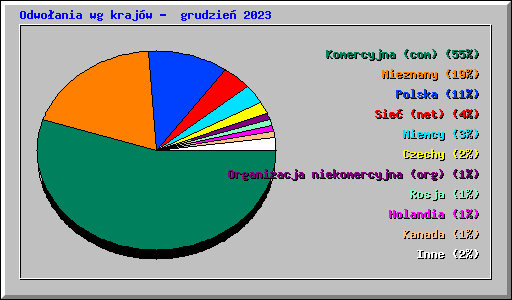 Odwołania wg krajów - grudzień 2023
Komercyjna (com) (55%)
Nieznany (19%)
Polska (11%)
Sieć (net) (4%)
Niemcy (3%)
Czechy (2%)
Organizacja niekomercyjna (org) (1%)
Rosja (1%)
Holandia (1%)
Kanada (1%)
Inne (2%)